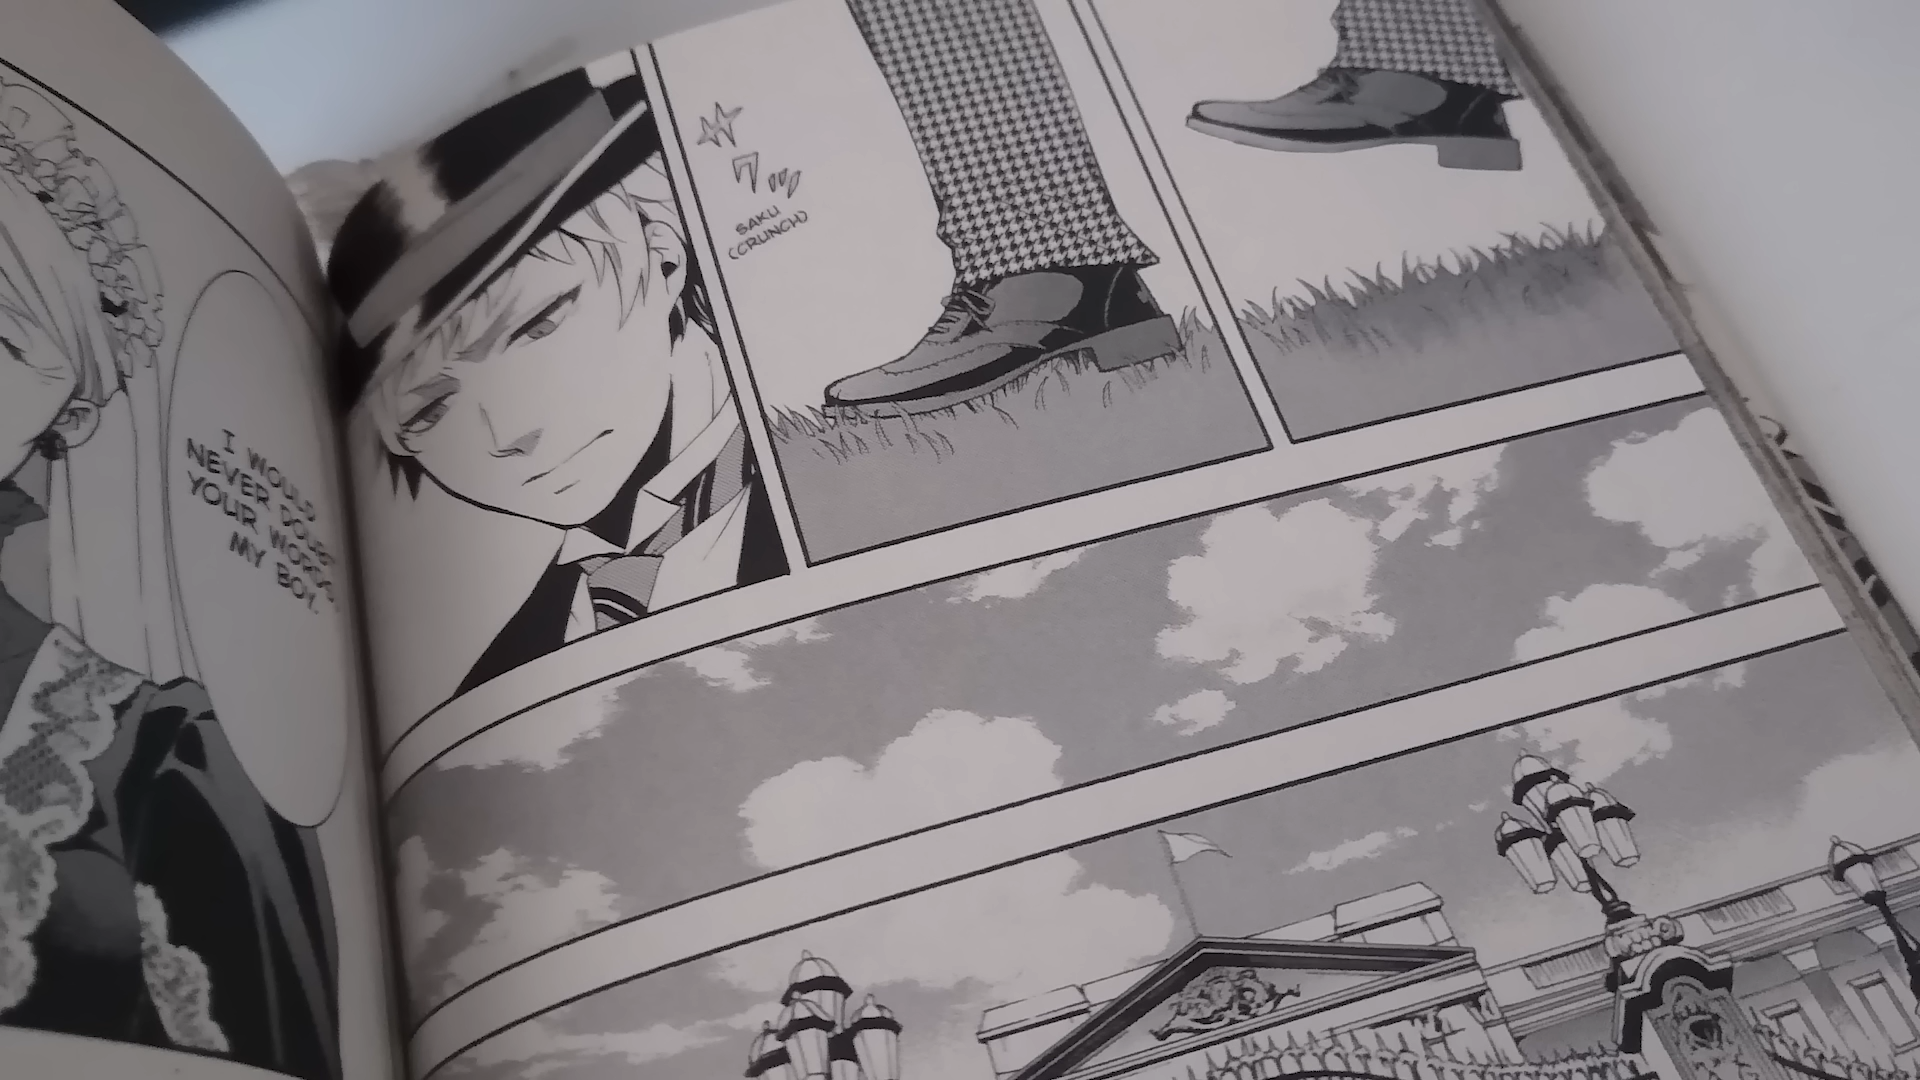 I WOULD
NEVER DOUBT
YOUR WORDS,
MY BOY.
SAKU
(CRUNCH)